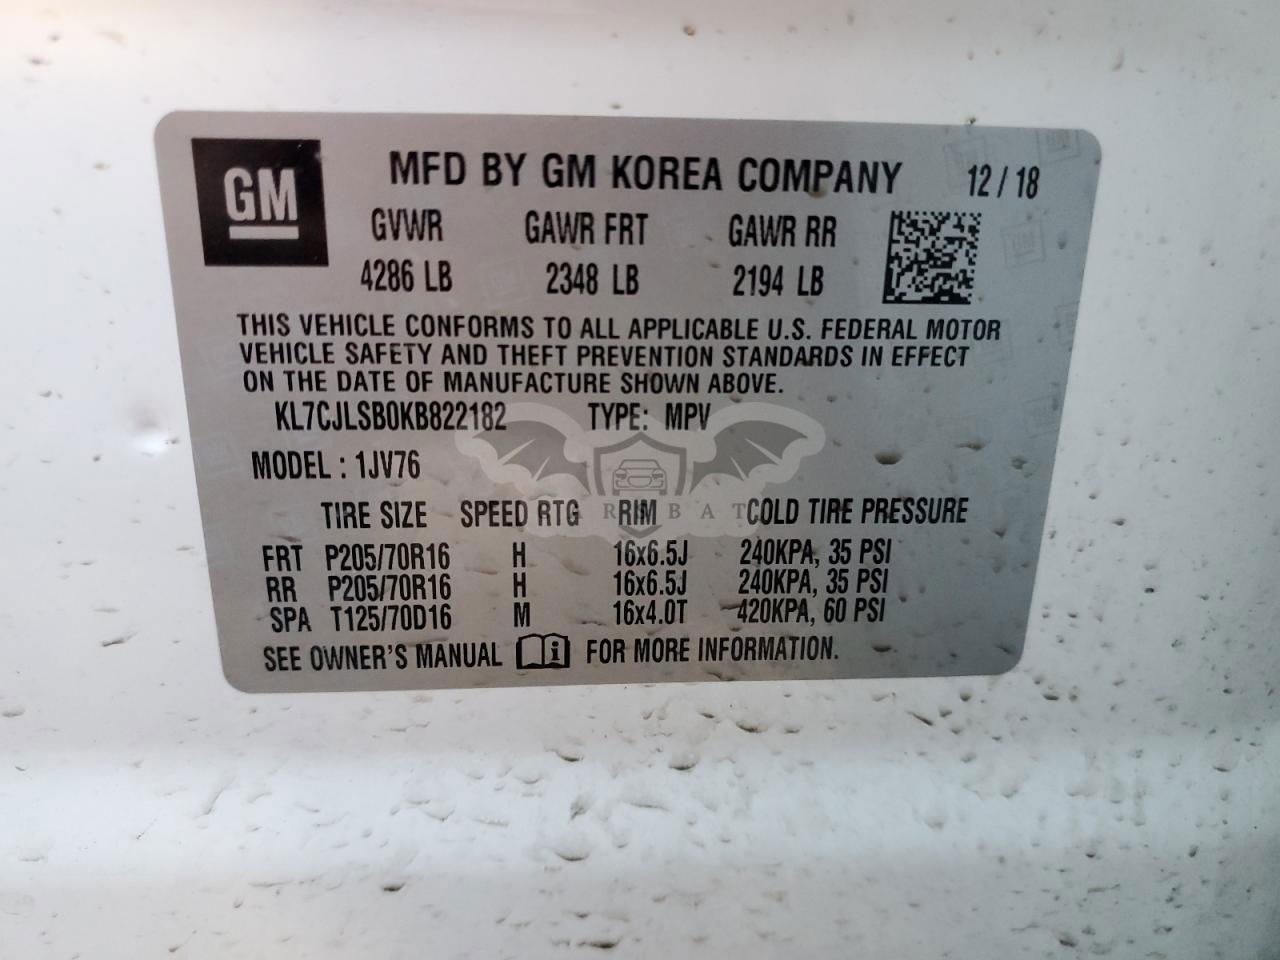 GM MFD BY GM KOREA COMPANY 12 / 18
GVWR GAWR FRT GAWR RR
4286 LB 2348 LB 2194 LB
THIS VEHICLE CONFORMS TO ALL APPLICABLE U.S. FEDERAL MOTOR
VEHICLE SAFETY AND THEFT PREVENTION STANDARDS IN EFFECT
ON THE DATE OF MANUFACTURE SHOWN ABOVE.
KL7CJLSB0KB822182 TYPE: MPV
MODEL : 1JV76
TIRE SIZE SPEED RTG RIM COLD TIRE PRESSURE
FRT P205/70R16 H 16x6.5J 240KPA, 35 PSI
RR P205/70R16 H 16x6.5J 240KPA, 35 PSI
SPA T125/70D16 M 16x4.0T 420KPA, 60 PSI
SEE OWNER'S MANUAL FOR MORE INFORMATION.